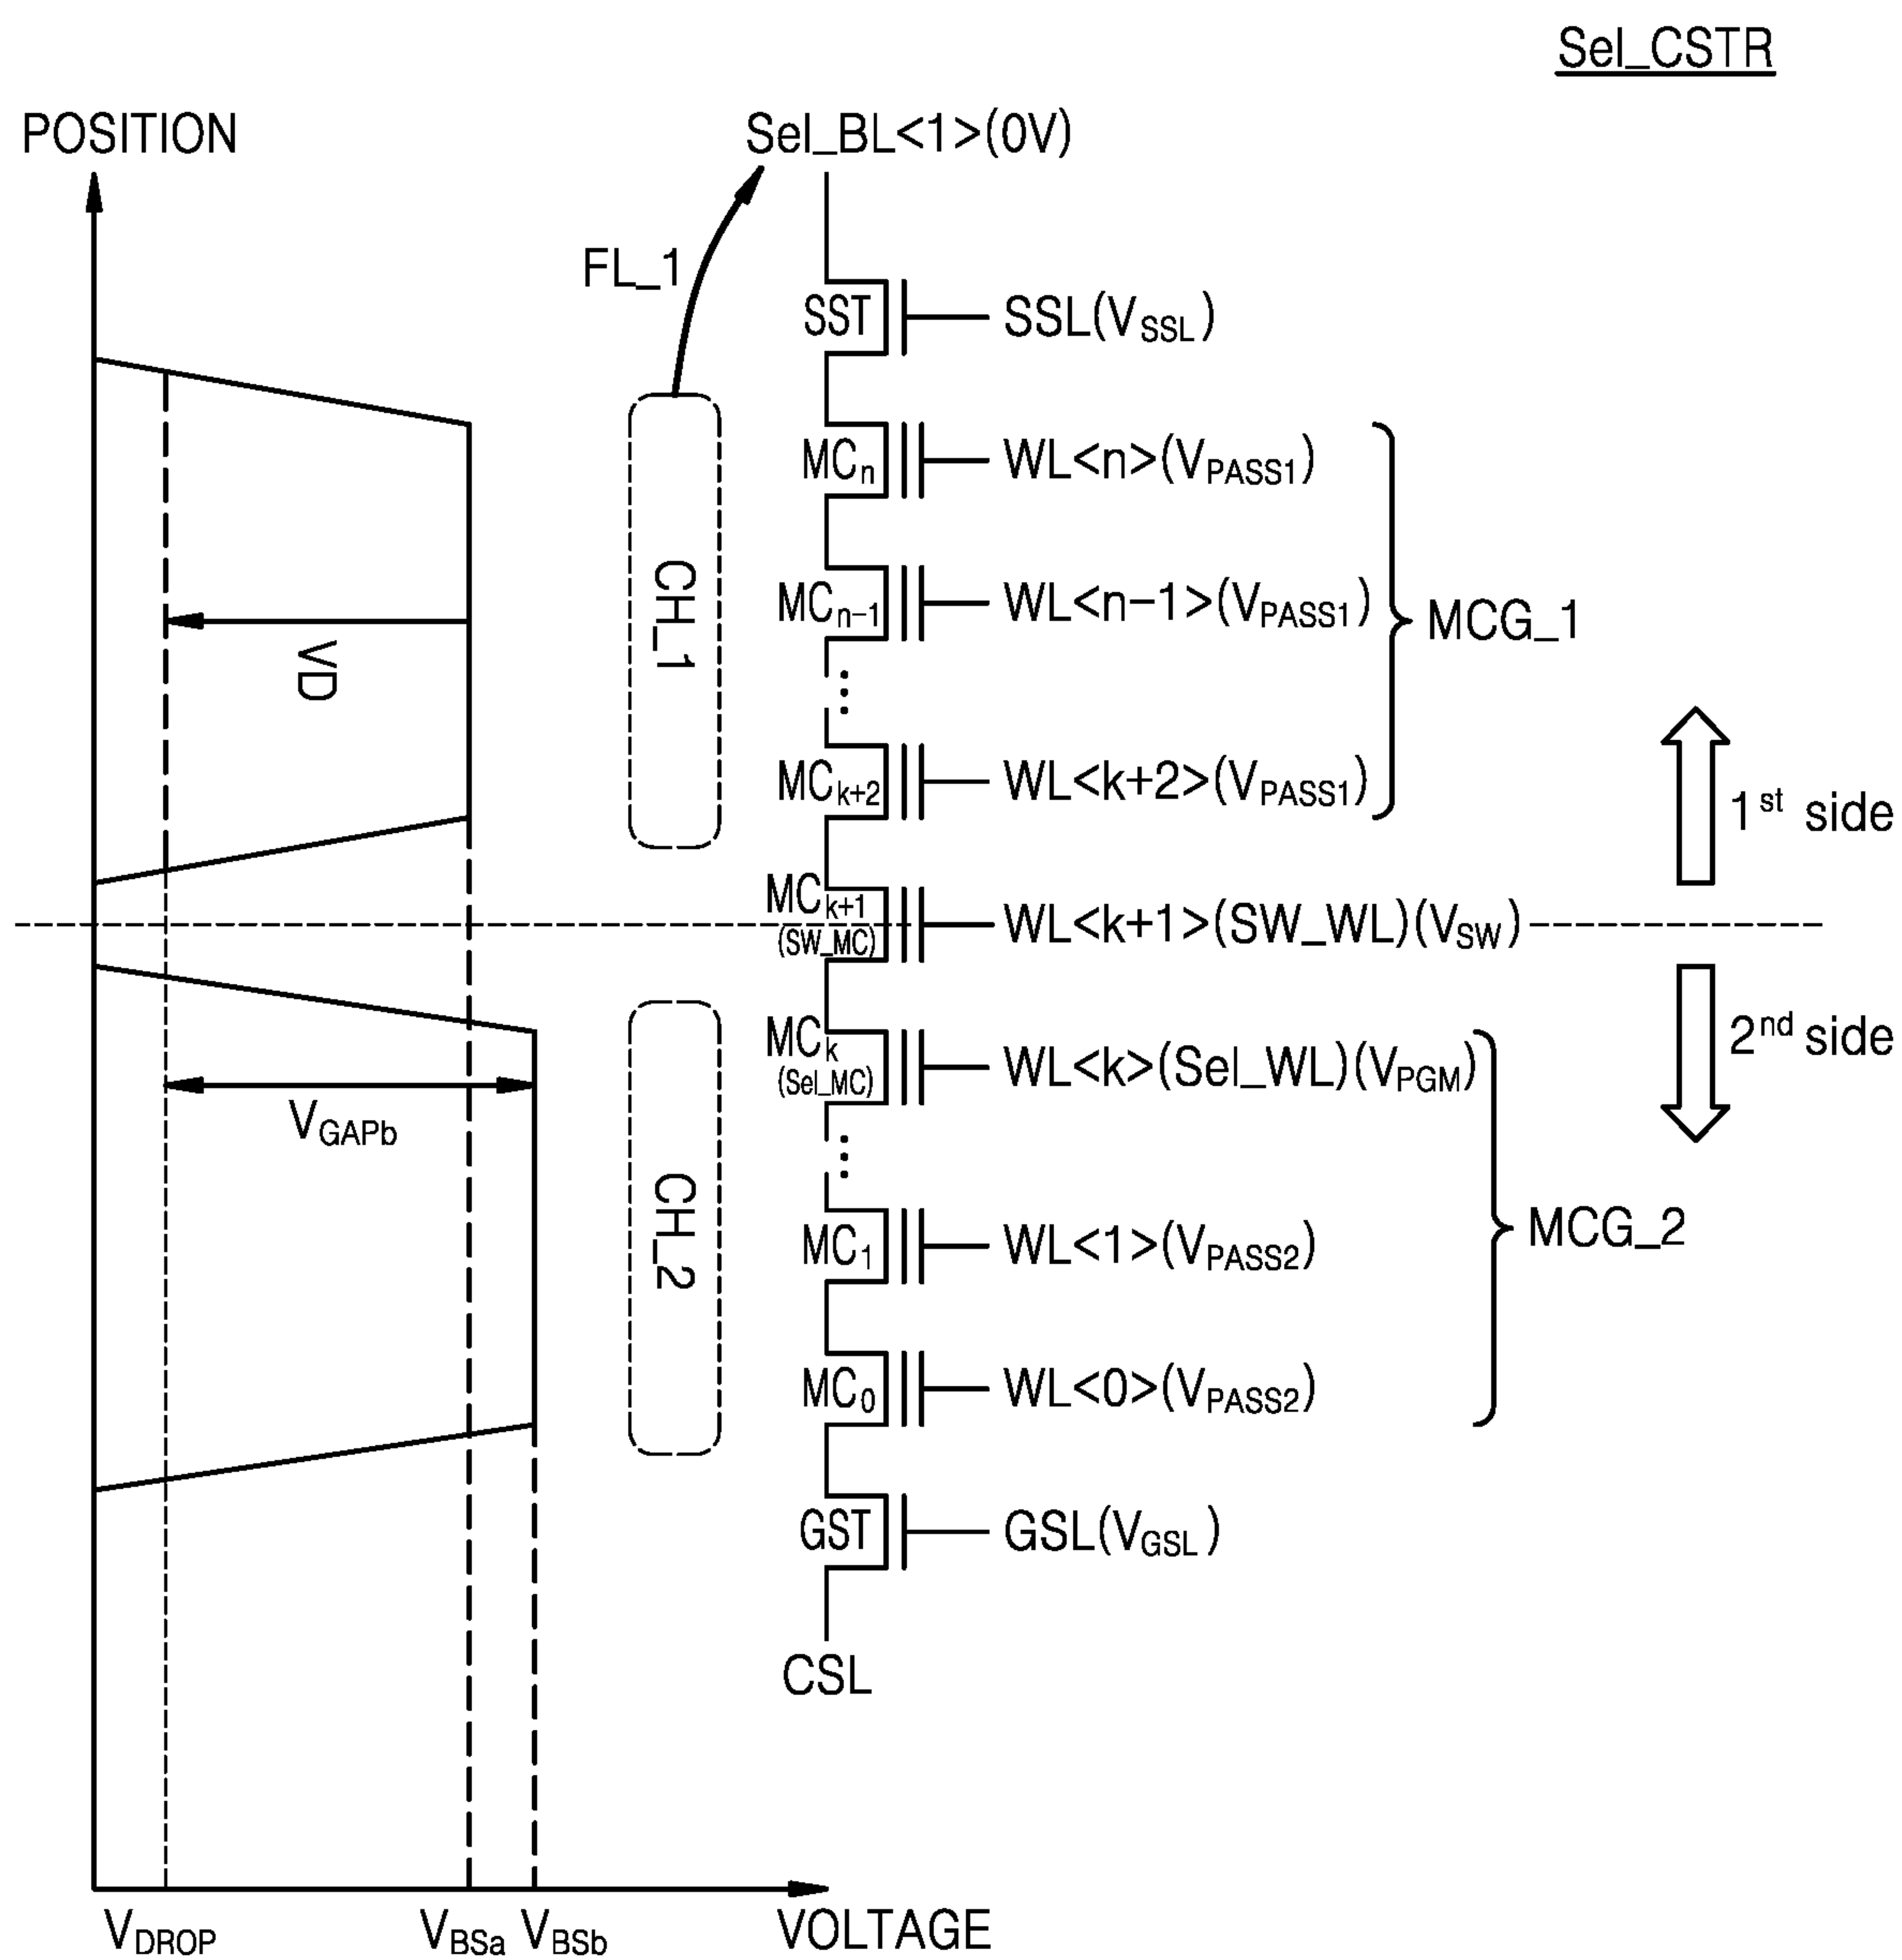 Sel_CSTR
POSITION
Sel_BL<1>(0V)
FL_1
SST
SSL(VSSL)
MCn
WL<n>(VPASS1)
CH_1
MCn-1
WL<n-1>(VPASS1)
MCG_1
VD
MCk+2
WL<k+2>(VPASS1)
1st side
MCk+1
(SW_MC)
WL<k+1>(SW_WL)(VSW)
MCk
(Sel_MC)
WL<k>(Sel_WL)(VPGM)
2nd side
VGAPb
CH_2
MC1
WL<1>(VPASS2)
MCG_2
MC0
WL<0>(VPASS2)
GST
GSL(VGSL)
CSL
VDROP
VBSa
VBSb
VOLTAGE